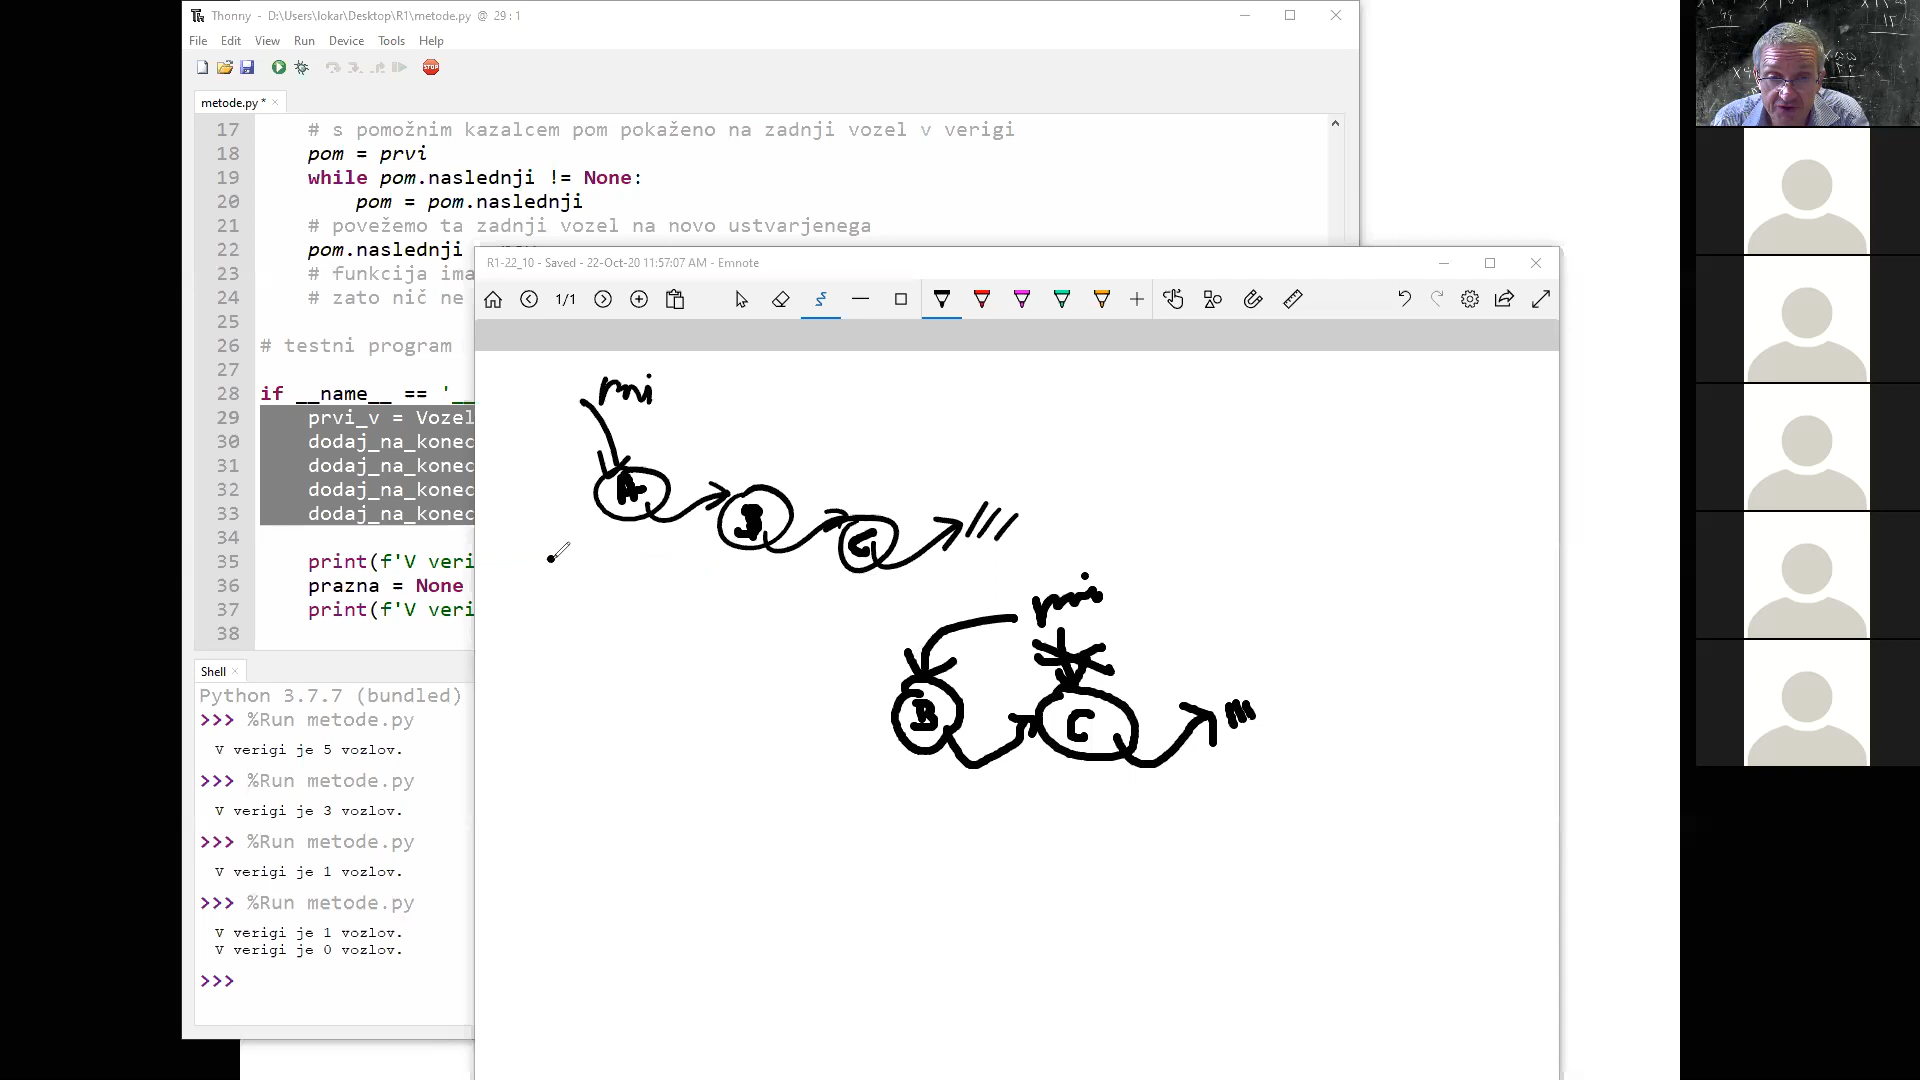 Thonny - D:\Users\lokar\Desktop\R1\metode.py @ 29 : 1
File Edit View Run Device Tools Help
STOP
metode.py * ×
17 # s pomožnim kazalcem pom pokaženo na zadnji vozel v verigi
18 pom = prvi
19 while pom.naslednji != None:
20 pom = pom.naslednji
21 # povežemo ta zadnji vozel na novo ustvarjenega
22 pom.naslednji
23 # funkcija ima
24 # zato nič ne
25
26 # testni program
27
28 if __name__ == '__
29 prvi_v = Vozel
30 dodaj_na_konec
31 dodaj_na_konec
32 dodaj_na_konec
33 dodaj_na_konec
34
35 print(f'V veri
36 prazna = None
37 print(f'V veri
38
Shell ×
Python 3.7.7 (bundled)
>>> %Run metode.py
V verigi je 5 vozlov.
>>> %Run metode.py
V verigi je 3 vozlov.
>>> %Run metode.py
V verigi je 1 vozlov.
>>> %Run metode.py
V verigi je 1 vozlov.
V verigi je 0 vozlov.
>>>
R1-22_10 - Saved - 22-Oct-20 11:57:07 AM - Emnote
1/1
prvi
A
B
C
prvi
B
C